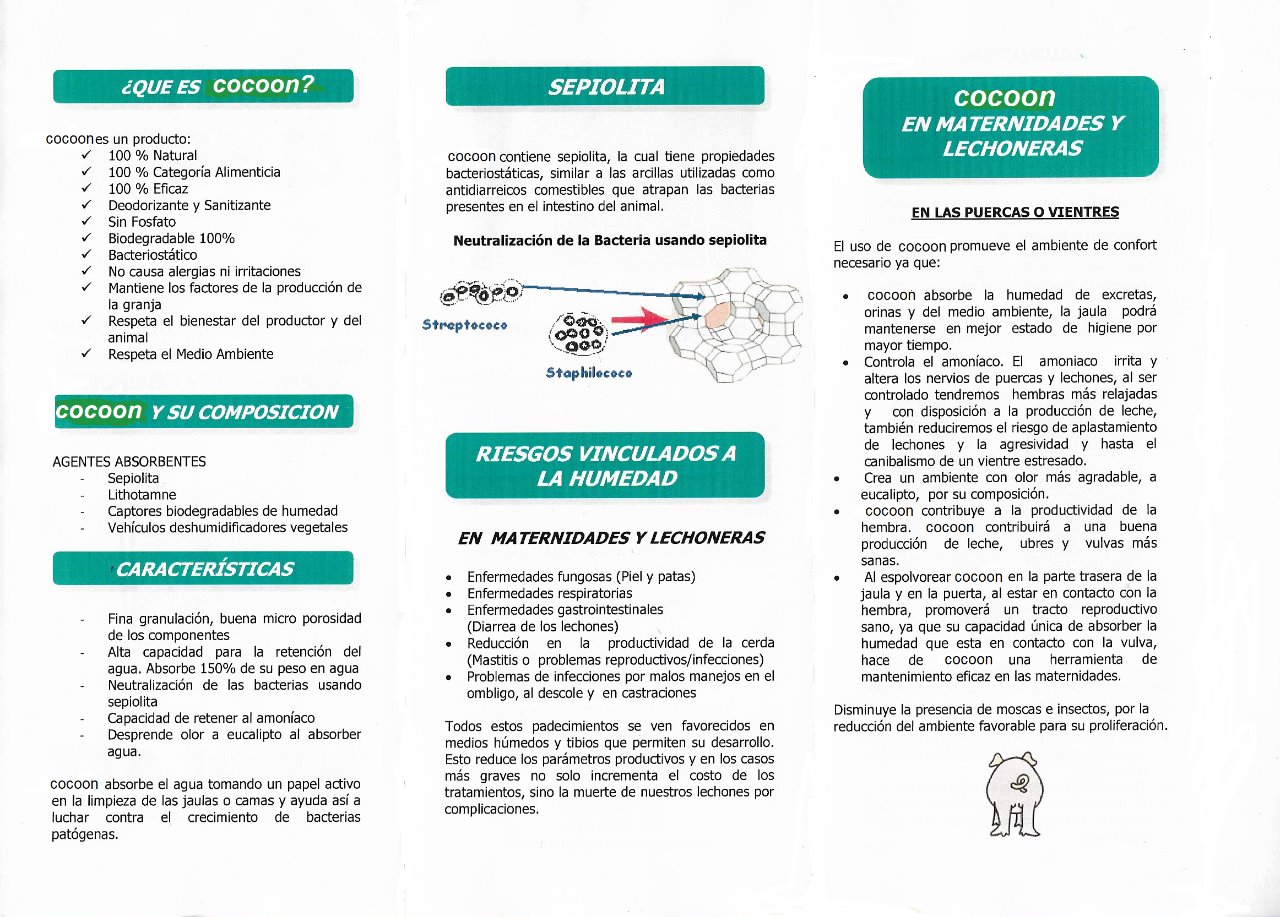 ¿QUE ES cocoon?
cocoon es un producto:
✓ 100 % Natural
✓ 100 % Categoría Alimenticia
✓ 100 % Eficaz
✓ Deodorizante y Sanitizante
✓ Sin Fosfato
✓ Biodegradable 100%
✓ Bacteriostático
✓ No causa alergias ni irritaciones
✓ Mantiene los factores de la producción de
la granja
✓ Respeta el bienestar del productor y del
animal
✓ Respeta el Medio Ambiente
cocoon Y SU COMPOSICION
AGENTES ABSORBENTES
- Sepiolita
- Lithotamne
- Captores biodegradables de humedad
- Vehículos deshumidificadores vegetales
CARACTERÍSTICAS
- Fina granulación, buena micro porosidad
de los componentes
- Alta capacidad para la retención del
agua. Absorbe 150% de su peso en agua
- Neutralización de las bacterias usando
sepiolita
- Capacidad de retener al amoníaco
- Desprende olor a eucalipto al absorber
agua.
cocoon absorbe el agua tomando un papel activo
en la limpieza de las jaulas o camas y ayuda así a
luchar contra el crecimiento de bacterias
patógenas.
SEPIOLITA
cocoon contiene sepiolita, la cual tiene propiedades
bacteriostáticas, similar a las arcillas utilizadas como
antidiarreicos comestibles que atrapan las bacterias
presentes en el intestino del animal.
Neutralización de la Bacteria usando sepiolita
Streptococo
Staphilococo
RIESGOS VINCULADOS A
LA HUMEDAD
EN MATERNIDADES Y LECHONERAS
• Enfermedades fungosas (Piel y patas)
• Enfermedades respiratorias
• Enfermedades gastrointestinales
(Diarrea de los lechones)
• Reducción en la productividad de la cerda
(Mastitis o problemas reproductivos/infecciones)
• Problemas de infecciones por malos manejos en el
ombligo, al descole y en castraciones
Todos estos padecimientos se ven favorecidos en
medios húmedos y tibios que permiten su desarrollo.
Esto reduce los parámetros productivos y en los casos
más graves no solo incrementa el costo de los
tratamientos, sino la muerte de nuestros lechones por
complicaciones.
cocoon
EN MATERNIDADES Y
LECHONERAS
EN LAS PUERCAS O VIENTRES
El uso de cocoon promueve el ambiente de confort
necesario ya que:
• cocoon absorbe la humedad de excretas,
orinas y del medio ambiente, la jaula podrá
mantenerse en mejor estado de higiene por
mayor tiempo.
• Controla el amoníaco. El amoniaco irrita y
altera los nervios de puercas y lechones, al ser
controlado tendremos hembras más relajadas
y con disposición a la producción de leche,
también reduciremos el riesgo de aplastamiento
de lechones y la agresividad y hasta el
canibalismo de un vientre estresado.
• Crea un ambiente con olor más agradable, a
eucalipto, por su composición.
• cocoon contribuye a la productividad de la
hembra. cocoon contribuirá a una buena
producción de leche, ubres y vulvas más
sanas.
• Al espolvorear cocoon en la parte trasera de la
jaula y en la puerta, al estar en contacto con la
hembra, promoverá un tracto reproductivo
sano, ya que su capacidad única de absorber la
humedad que esta en contacto con la vulva,
hace de cocoon una herramienta de
mantenimiento eficaz en las maternidades.
Disminuye la presencia de moscas e insectos, por la
reducción del ambiente favorable para su proliferación.